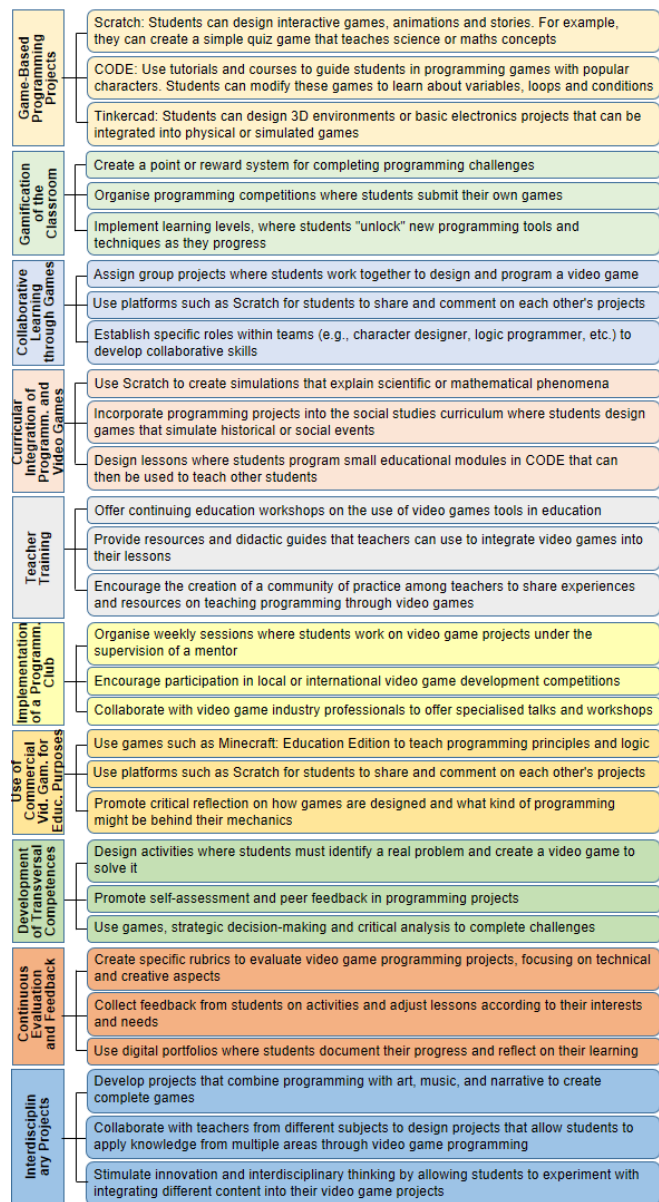 Game-Based
Programming
Projects
Scratch: Students can design interactive games, animations and stories. For example,
they can create a simple quiz game that teaches science or maths concepts
CODE: Use tutorials and courses to guide students in programming games with popular
characters. Students can modify these games to learn about variables, loops and conditions
Tinkercad: Students can design 3D environments or basic electronics projects that can be
integrated into physical or simulated games
Gamification
of the
Classroom
Create a point or reward system for completing programming challenges
Organise programming competitions where students submit their own games
Implement learning levels, where students "unlock" new programming tools and
techniques as they progress
Collaborative
Learning
through Games
Assign group projects where students work together to design and program a video game
Use platforms such as Scratch for students to share and comment on each other's projects
Establish specific roles within teams (e.g., character designer, logic programmer, etc.) to
develop collaborative skills
Curricular
Integration of
Programm. and
Video Games
Use Scratch to create simulations that explain scientific or mathematical phenomena
Incorporate programming projects into the social studies curriculum where students design
games that simulate historical or social events
Design lessons where students program small educational modules in CODE that can
then be used to teach other students
Teacher
Training
Offer continuing education workshops on the use of video games tools in education
Provide resources and didactic guides that teachers can use to integrate video games into
their lessons
Encourage the creation of a community of practice among teachers to share experiences
and resources on teaching programming through video games
Implementation
of a Programm.
Club
Organise weekly sessions where students work on video game projects under the
supervision of a mentor
Encourage participation in local or international video game development competitions
Collaborate with video game industry professionals to offer specialised talks and workshops
Use of
Commercial
Vid. Gam. for
Educ. Purposes
Use games such as Minecraft: Education Edition to teach programming principles and logic
Use platforms such as Scratch for students to share and comment on each other's projects
Promote critical reflection on how games are designed and what kind of programming
might be behind their mechanics
Development
of Transversal
Competences
Design activities where students must identify a real problem and create a video game to
solve it
Promote self-assessment and peer feedback in programming projects
Use games, strategic decision-making and critical analysis to complete challenges
Continuous
Evaluation
and Feedback
Create specific rubrics to evaluate video game programming projects, focusing on technical
and creative aspects
Collect feedback from students on activities and adjust lessons according to their interests
and needs
Use digital portfolios where students document their progress and reflect on their learning
Interdisciplin
ary Projects
Develop projects that combine programming with art, music, and narrative to create
complete games
Collaborate with teachers from different subjects to design projects that allow students to
apply knowledge from multiple areas through video game programming
Stimulate innovation and interdisciplinary thinking by allowing students to experiment with
integrating different content into their video game projects